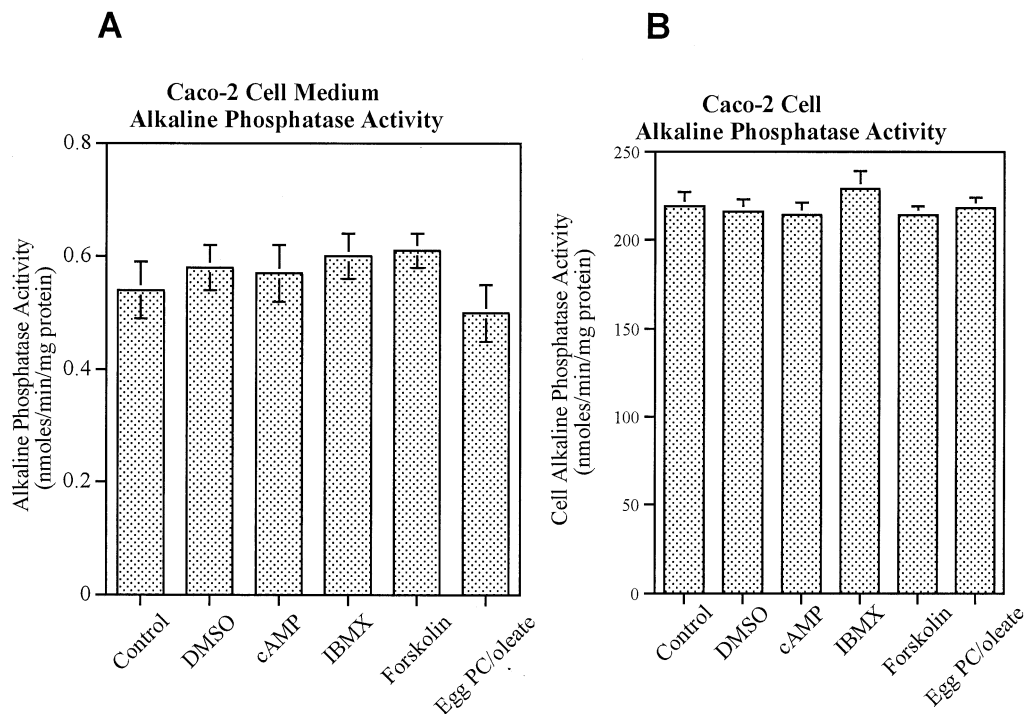 A
Caco-2 Cell Medium
Alkaline Phosphatase Activity
Alkaline Phosphatase Acitivity
(nmoles/min/mg protein)
0.8
0.6
0.4
0.2
0
Control
DMSO
cAMP
IBMX
Forskolin
Egg PC/oleate
B
Caco-2 Cell
Alkaline Phosphatase Activity
Cell Alkaline Phosphatase Activity
(nmoles/min/mg protein)
250
200
150
100
50
0
Control
DMSO
cAMP
IBMX
Forskolin
Egg PC/oleate